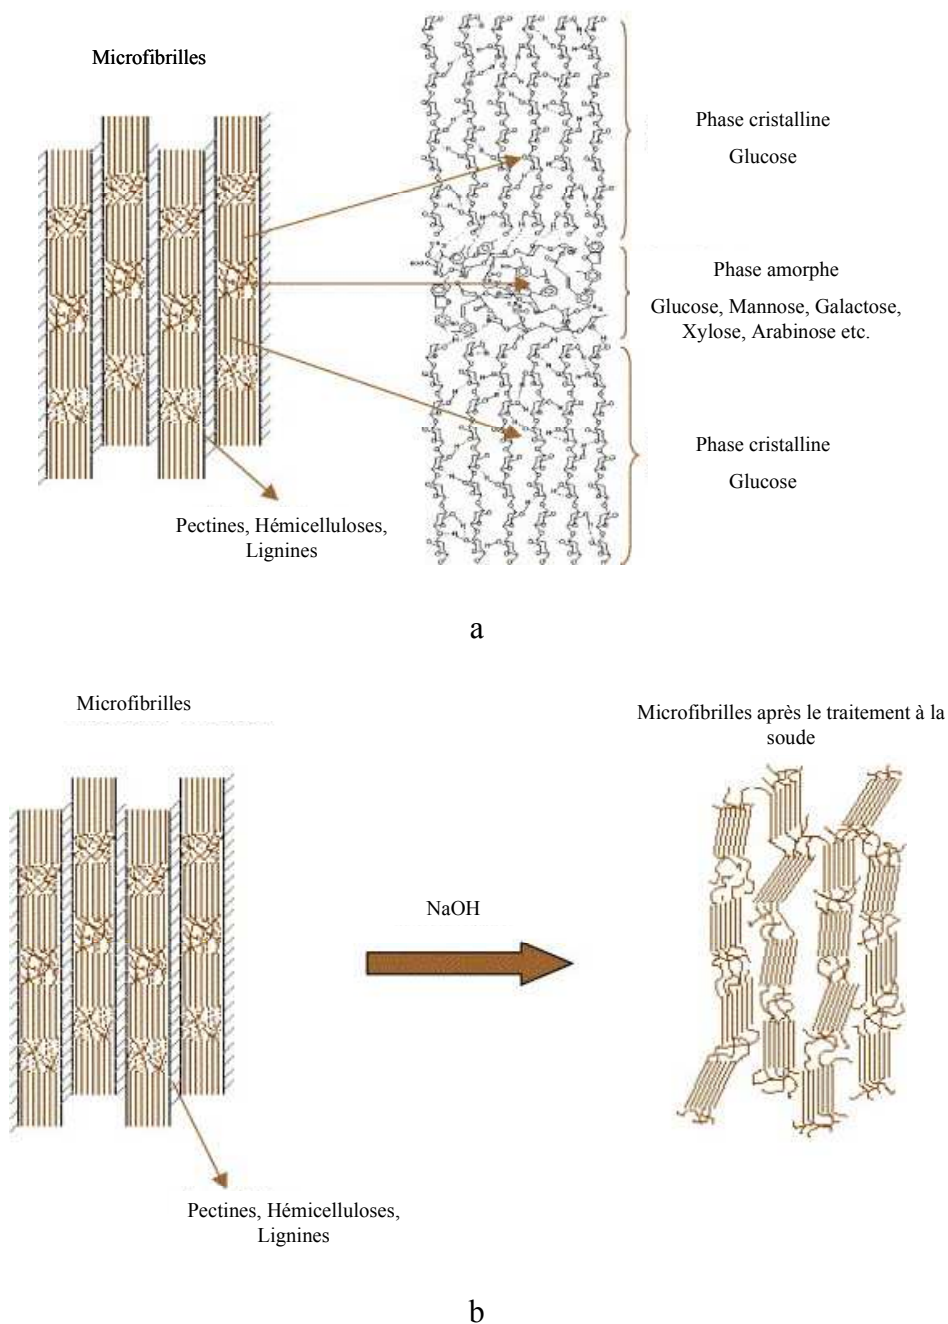 Microfibrilles
Phase cristalline
Glucose
Phase amorphe
Glucose, Mannose, Galactose,
Xylose, Arabinose etc.
Phase cristalline
Glucose
Pectines, Hémicelluloses,
Lignines
a
Microfibrilles
Microfibrilles après le traitement à la
soude
NaOH
Pectines, Hémicelluloses,
Lignines
b